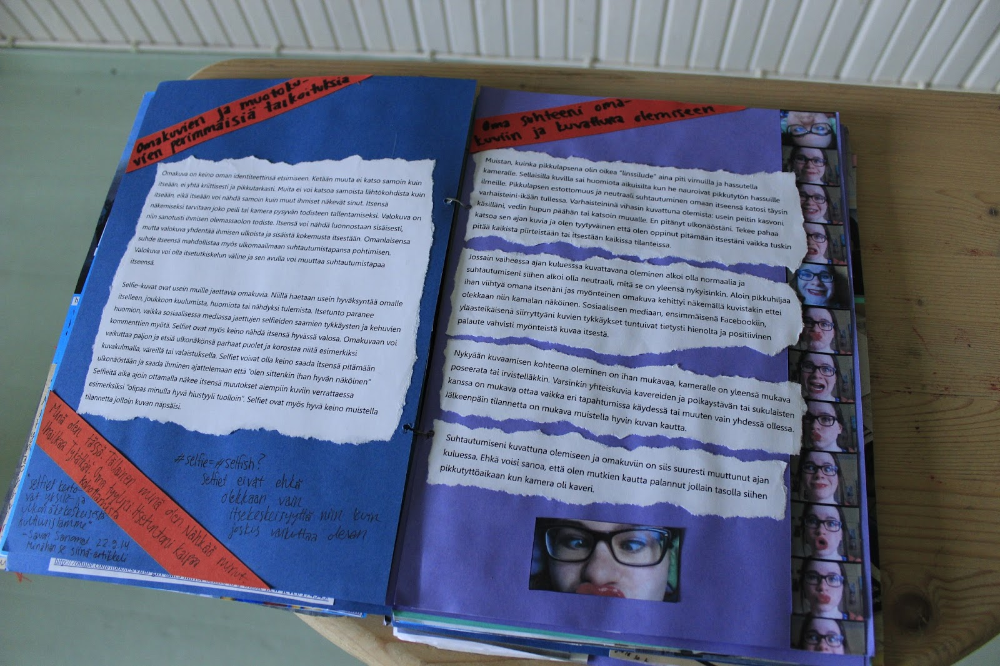 Omakuvien ja muotoku-
vien perimmäisiä tarkoituksia
Omakuva on keino oman identiteettinsä etsimiseen. Ketään muuta ei katso samoin kuin
itseään, ei yhtä kriittisesti ja pikkutarkasti. Muita ei voi katsoa samoista lähtökohdista kuin
itseään, eikä itseään voi nähdä samoin kuin muut ihmiset näkevät sinut. Itsensä
näkemiseksi tarvitaan joko peili tai kamera pysyvän todisteen tallentamiseksi. Valokuva on
niin sanotusti ihmisen olemassaolon todiste. Itsensä voi nähdä luonnostaan sisäisesti,
mutta valokuva yhdentää ihmisen ulkoista ja sisäistä kokemusta itsestään. Omanlaisensa
suhde itseensä mahdollistaa myös ulkomaailmaan suhtautumistapansa pohtimisen.
Valokuva voi olla itsetutkiskelun väline ja sen avulla voi muuttaa suhtautumistapaa
itseensä.
Selfie–kuvat ovat usein muille jaettavia omakuvia. Niillä haetaan usein hyväksyntää omalle
itselleen, joukkoon kuulumista, huomiota tai nähdyksi tulemista. Itsetunto paranee
huomion, vaikka sosiaalisessa mediassa jaettujen selfieiden saamien tykkäysten ja kehuvien
kommenttien myötä. Selfiet ovat myös keino nähdä itsensä hyvässä valosa. Omakuvaan voi
vaikuttaa paljon ja etsiä ulkonäkönsä parhaat puolet ja korostaa niitä esimerkiksi
kuvakulmalla, väreillä tai valaistuksella. Selfiet voivat olla keino saada itsensä pitämään
ulkonäöstään ja saada ihminen ajattelemaan että ”olen sittenkin ihan hyvän näköinen”
Selfieitä aika ajoin ottamalla näkee itsensä muutokset aiempiin kuviin verrattaessa
esimerkiksi ”olipas minulla hyvä hiustyyli tuolloin”. Selfiet ovat myös hyvä keino muistella
tilannetta jolloin kuvan näpsäisi.
Minä olen tässä. Tällainen minä olen. Nähkää minut.
Ihailkaa. Tykätkää. Oma tyylini. Itsetuntoni kaipaa
kohottamista
#selfie=#selfish?
Selfiet eivät ehkä
olekkaan vain
itsekeskeisyyttä niin kuin
joskus vaikuttaa olevan
"selfiet kerto-
vat yksilö- ja
ulkonäkökeskeisestä
kulttuuristamme"
-Savon Sanomat 22.9.14
Minähän se siinä-artikkeli
Oma suhteeni oma-
kuviin ja kuvattuna olemiseen
Muistan, kuinka pikkulapsena olin oikea ”linssilude” aina piti virnuilla ja hassutella
kameralle. Sellaisilla kuvilla sai huomiota aikuisilta kun he nauroivat pikkutytön hassuille
ilmeille. Pikkulapsen estottomuus ja neutraali suhtautuminen omaan itseensä katosi täysin
varhaisteini-ikään tullessa. Varhaisteininä vihasin kuvattuna olemista: usein peitin kasvoni
käsilläni, vedin hupun päähän tai katsoin muualle. En pitänyt ulkonäöstäni. Tekee pahaa
katsoa sen ajan kuvia ja olen tyytyväinen että olen oppinut pitämään itsestäni vaikka tuskin
pitää kaikista piirteistään tai itsestään kaikissa tilanteissa.
Jossain vaiheessa ajan kuluesssa kuvattavana oleminen alkoi olla normaalia ja
suhtautumiseni siihen alkoi olla neutraali, mitä se on yleensä nykyisinkin. Aloin pikkuhiljaa
ihan viihtyä omana itsenäni jas myönteinen omakuva kehittyi näkemällä kuvistakin ettei
olekkaan niin kamalan näköinen. Sosiaaliseen mediaan, ensimmäisenä Facebookiin,
yläasteikäisenä siirryttyäni kuvien tykkäykset tuntuivat tietysti hienolta ja positiivinen
palaute vahvisti myönteistä kuvaa itsestä.
Nykyään kuvaamisen kohteena oleminen on ihan mukavaa, kameralle on yleensä mukava
poseerata tai irvistelläkkin. Varsinkin yhteiskuvia kavereiden ja poikaystävän tai sukulaisten
kanssa on mukava ottaa vaikka eri tapahtumissa käydessä tai muuten vain yhdessä ollessa.
Jälkeenpäin tilannetta on mukava muistella hyvin kuvan kautta.
Suhtautumiseni kuvattuna olemiseen ja omakuviin on siis suuresti muuttunut ajan
kuluessa. Ehkä voisi sanoa, että olen mutkien kautta palannut jollain tasolla siihen
pikkutyttöaikaan kun kamera oli kaveri.